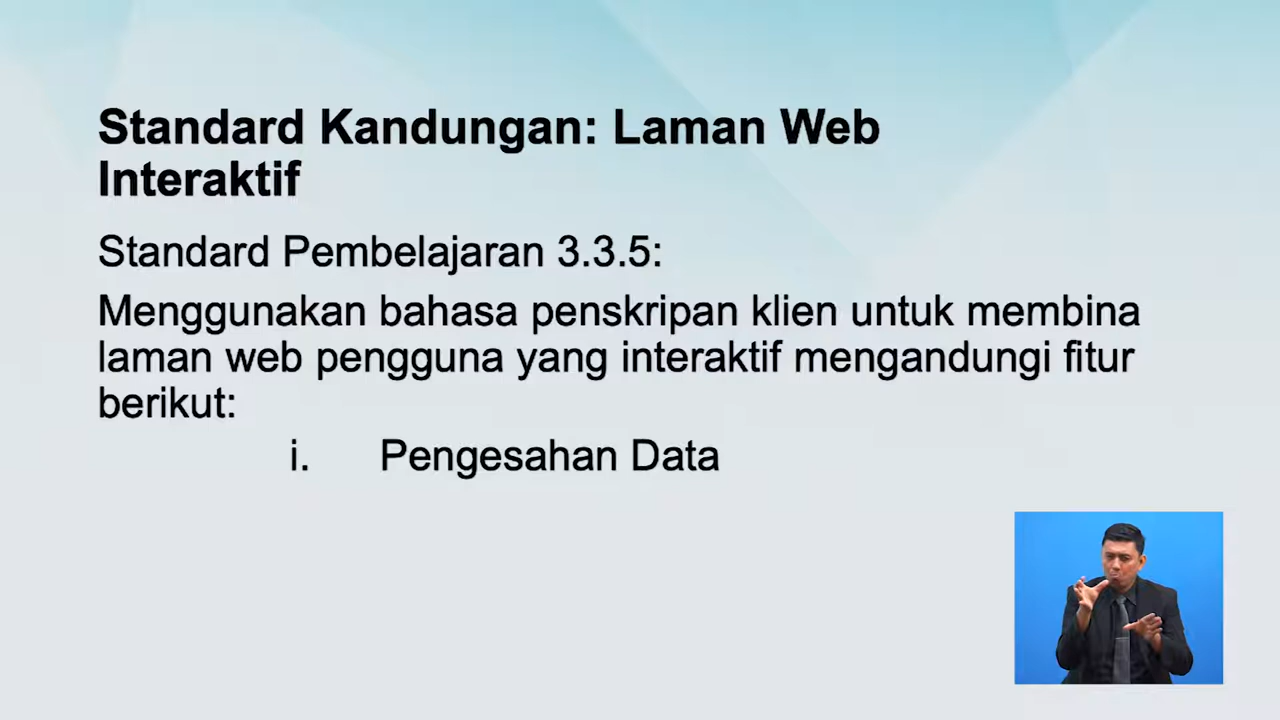 Standard Kandungan: Laman Web
Interaktif
Standard Pembelajaran 3.3.5:
Menggunakan bahasa penskripan klien untuk membina
laman web pengguna yang interaktif mengandungi fitur
berikut:
i. Pengesahan Data